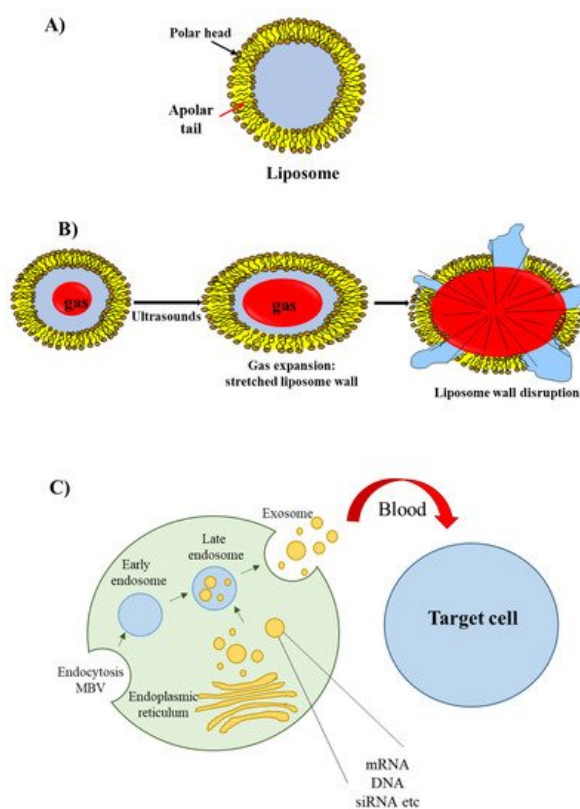 A)
Polar head
Apolar
tail
Liposome
B)
gas
Ultrasounds
gas
Gas expansion:
stretched liposome wall
Liposome wall disruption
C)
Exosome
Blood
Late
endosome
Early
endosome
Target cell
Endocytosis
MBV
Endoplasmic
reticulum
mRNA
DNA
siRNA etc